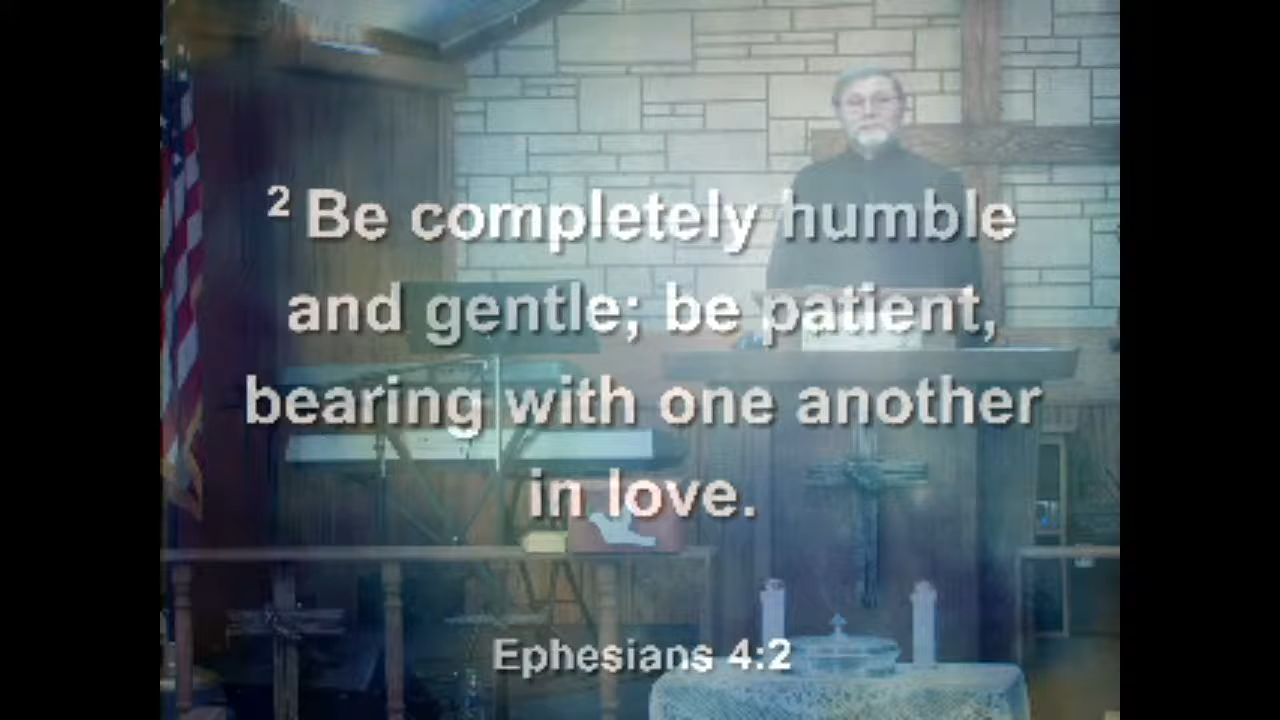 ² Be completely humble
and gentle; be patient,
bearing with one another
in love.
Ephesians 4:2